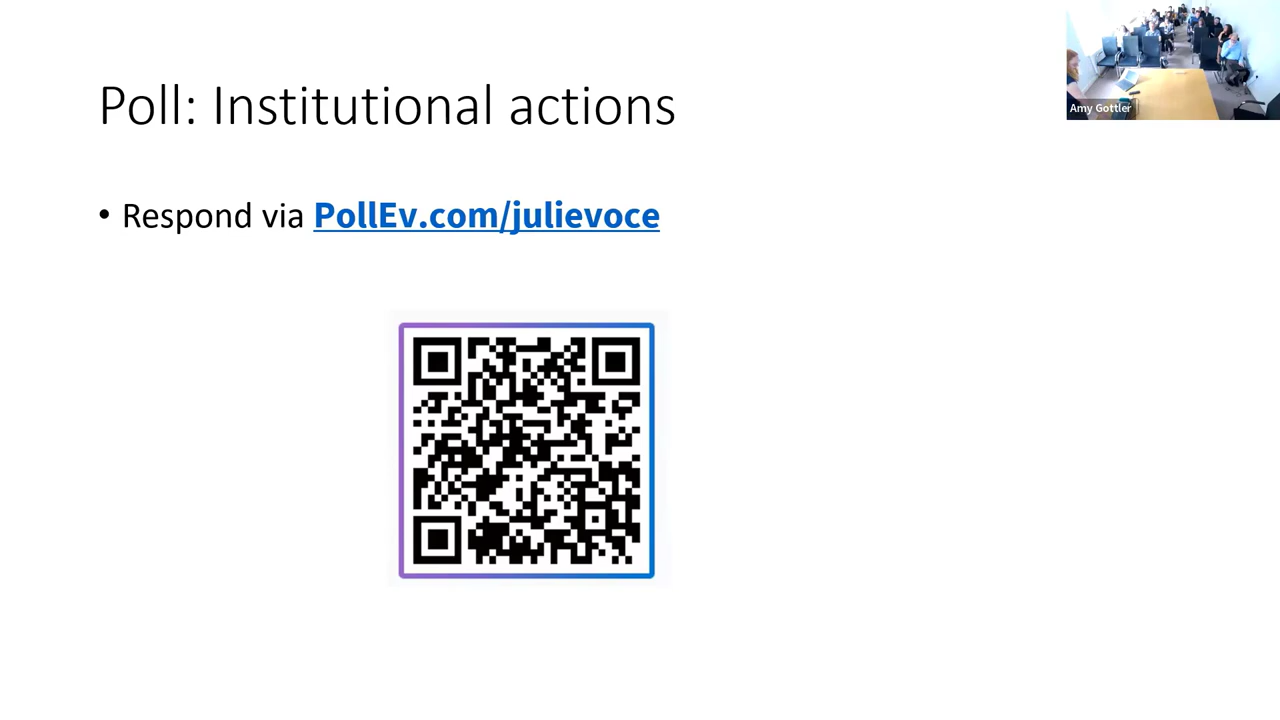 Poll: Institutional actions
• Respond via PollEv.com/julievoce
Amy Gottler